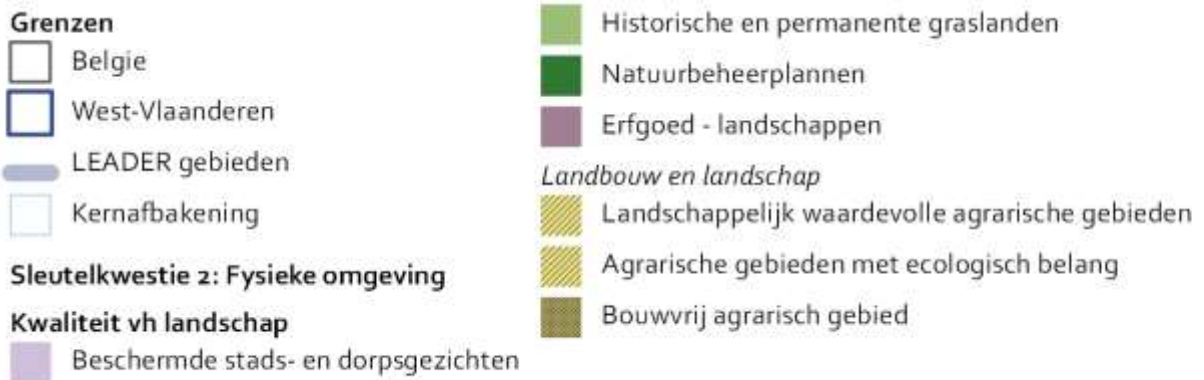 Grenzen
Belgie
West-Vlaanderen
LEADER gebieden
Kernafbakening
Sleutelkwestie 2: Fysieke omgeving
Kwaliteit vh landschap
Beschermde stads- en dorpsgezichten
Historische en permanente graslanden
Natuurbeheerplannen
Erfgoed - landschappen
Landbouw en landschap
Landschappelijk waardevolle agrarische gebieden
Agrarische gebieden met ecologisch belang
Bouwvrij agrarisch gebied